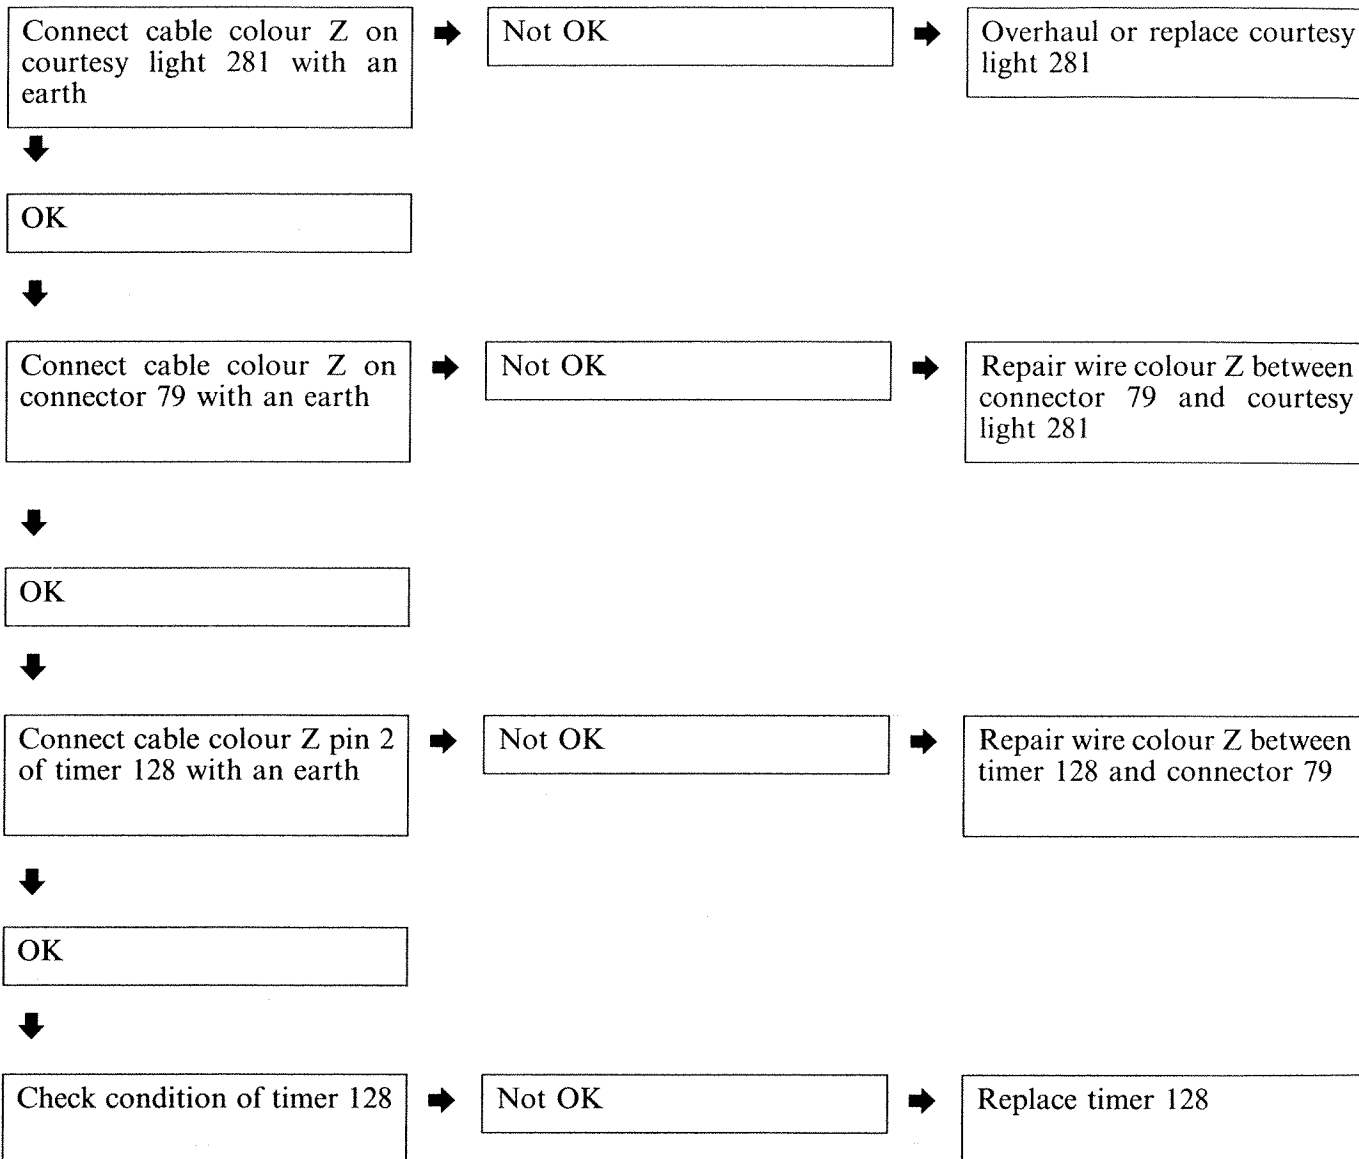 Connect cable colour Z on
courtesy light 281 with an
earth
Not OK
Overhaul or replace courtesy
light 281
OK
Connect cable colour Z on
connector 79 with an earth
Not OK
Repair wire colour Z between
connector 79 and courtesy
light 281
OK
Connect cable colour Z pin 2
of timer 128 with an earth
Not OK
Repair wire colour Z between
timer 128 and connector 79
OK
Check condition of timer 128
Not OK
Replace timer 128